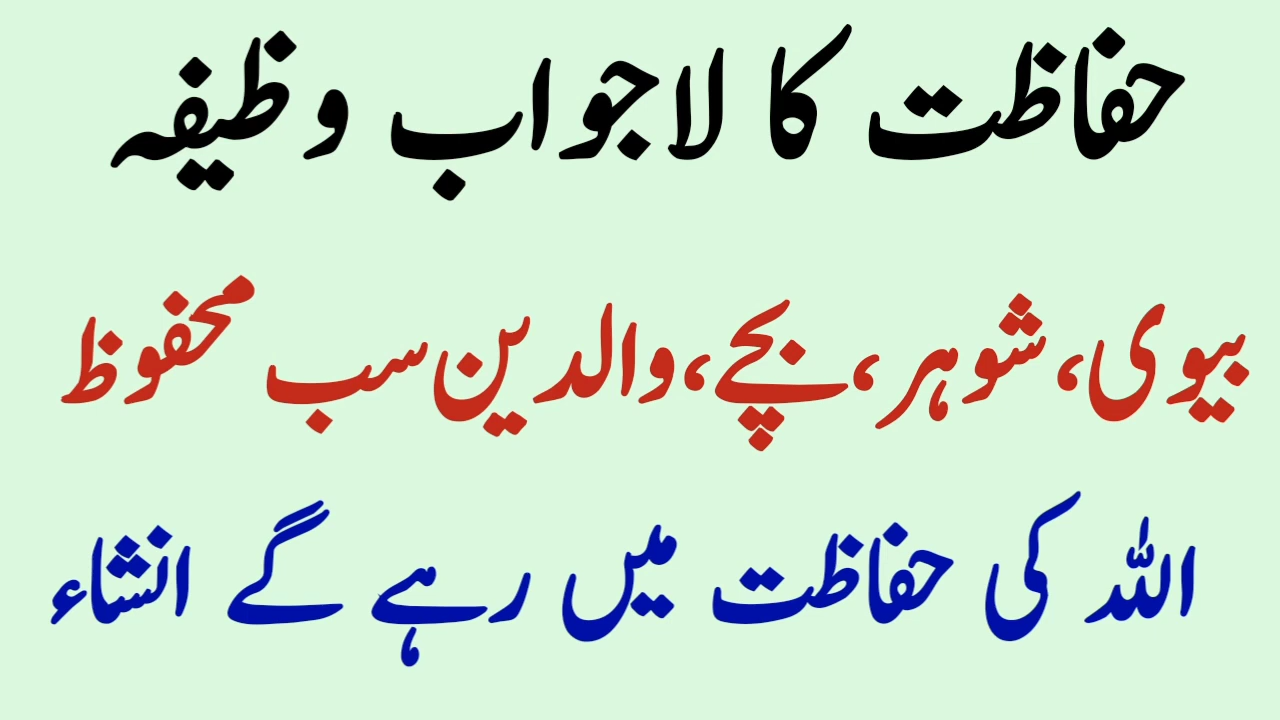 حفاظت کا لاجواب وظیفہ
بیوی، شوہر، بچے، والدین سب محفوظ
اللہ کی حفاظت میں رہے گے انشاء